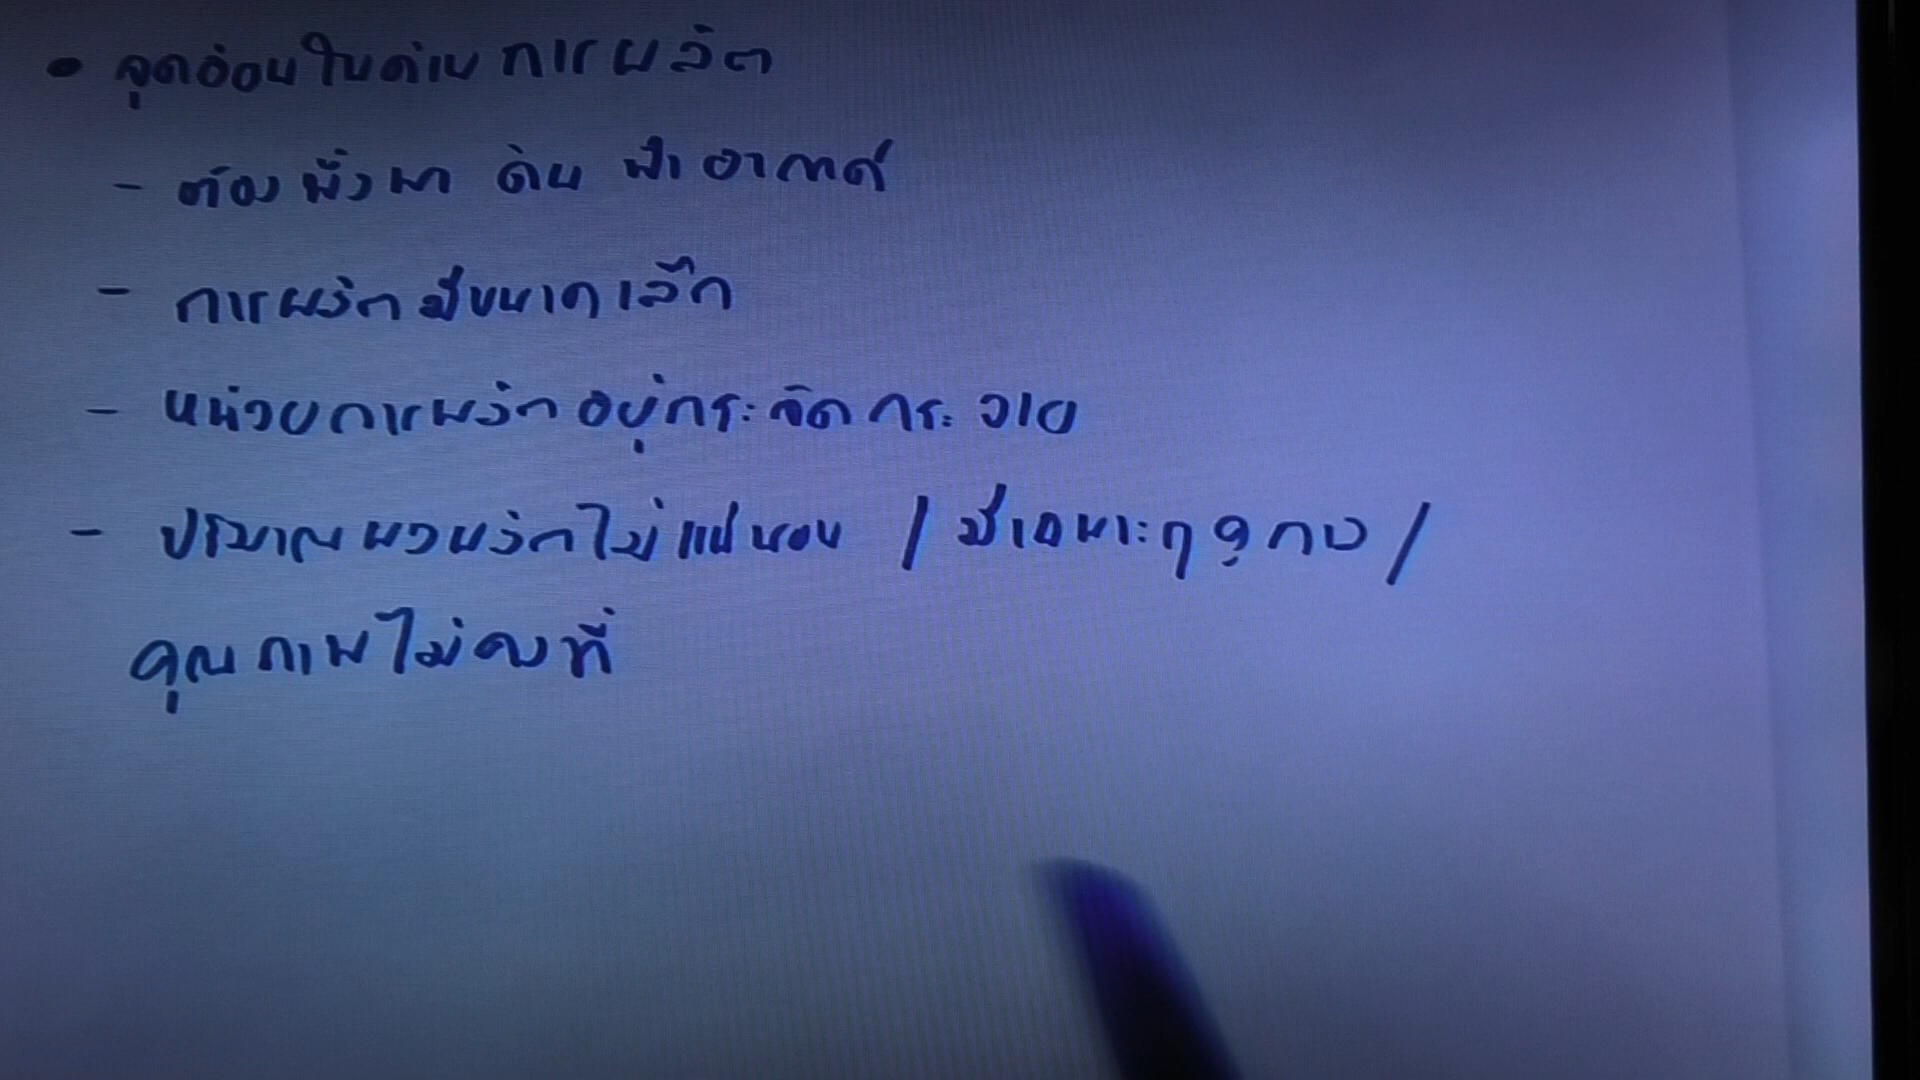 • จุดอ่อนในด้านการผลิต
- ต้องพึ่งพา ดิน ฟ้า อากาศ
- การผลิตมีขนาดเล็ก
- หน่วยการผลิตอยู่กระจัดกระจาย
- ปริมาณผลผลิตไม่แน่นอน / มีเฉพาะฤดูกาล /
คุณภาพไม่คงที่